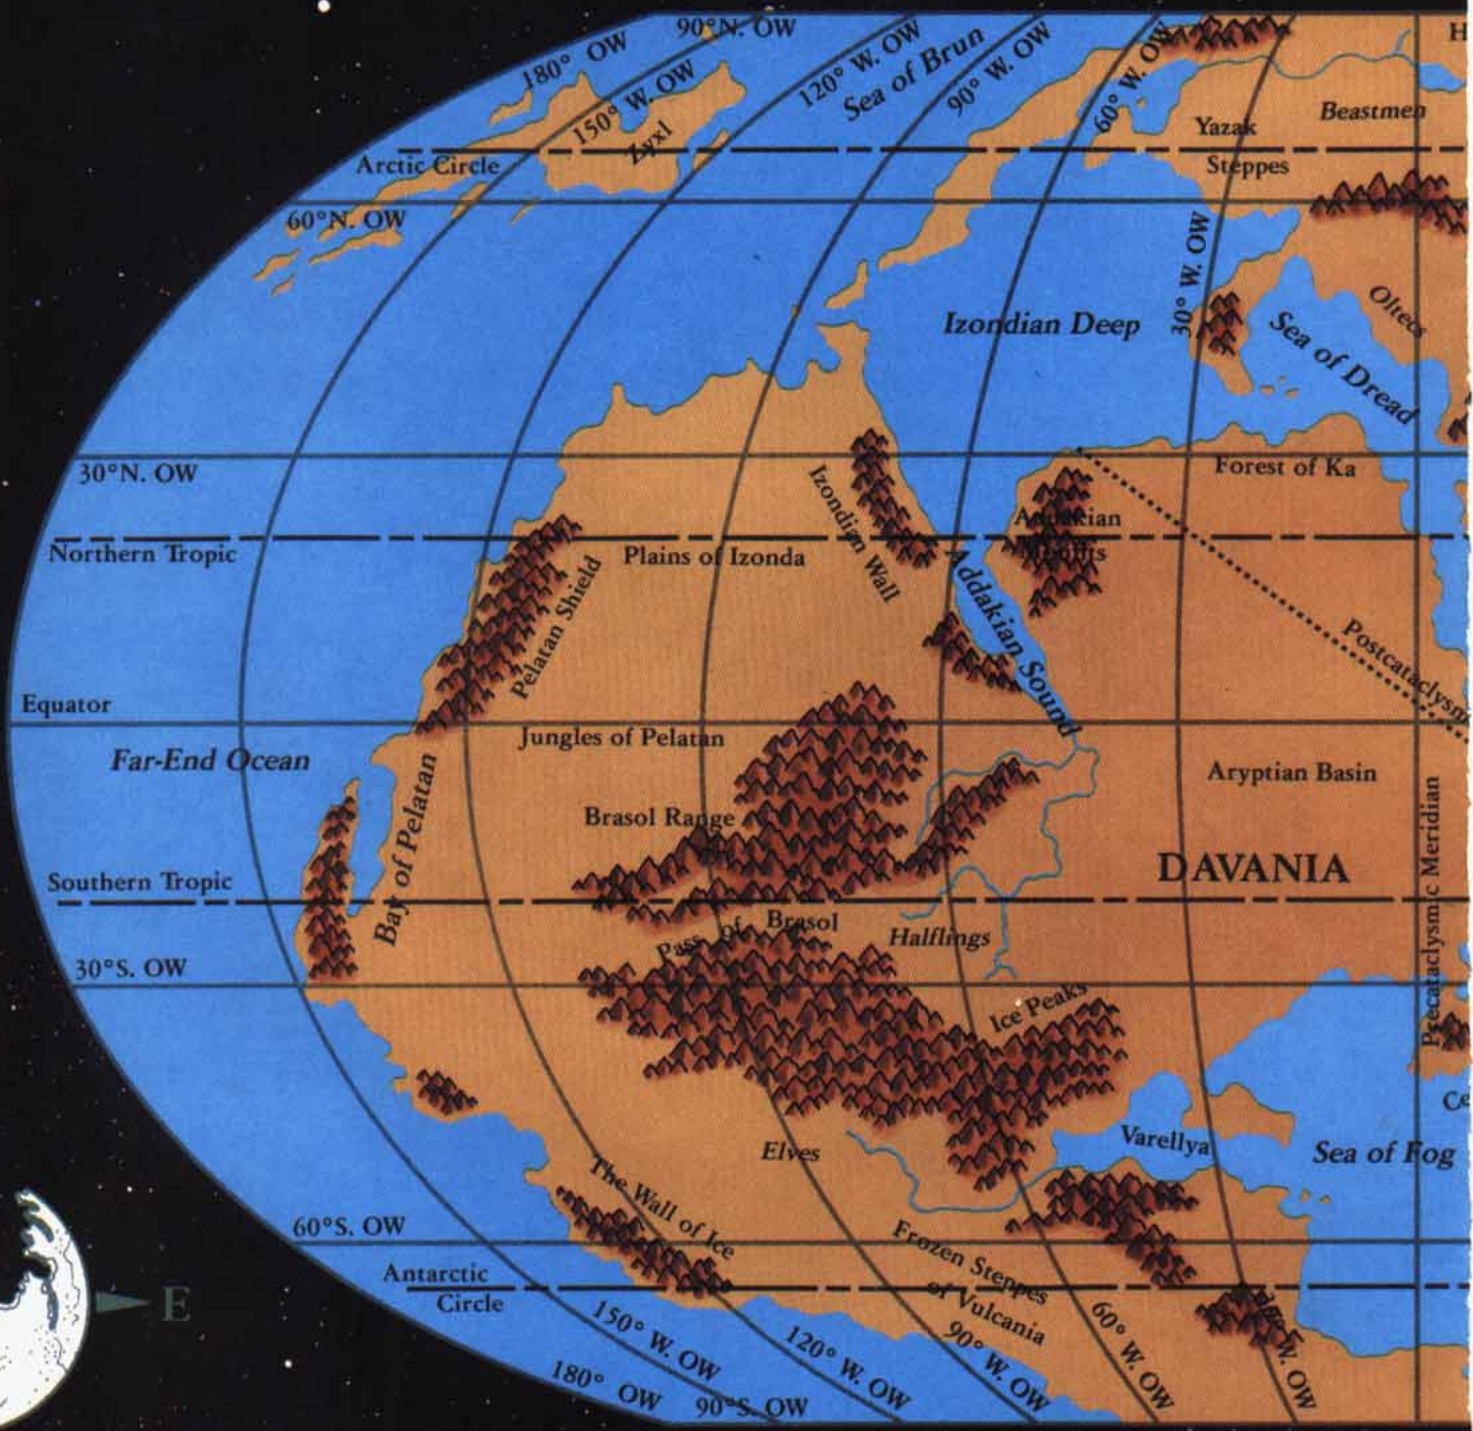 90°N. OW
180° OW
150° W. OW
120° W. OW
Sea of Brun
90° W. OW
60° W. OW
H
Beastmen
Yazak
Steppes
Zyxl
Arctic Circle
60°N. OW
30° W. OW
Izondian Deep
Oltecs
Sea of Dread
30°N. OW
Forest of Ka
Izondian Wall
Northern Tropic
Plains of Izonda
Pelatan Shield
Addakian Sound
Postcataclysm
Equator
Jungles of Pelatan
Far-End Ocean
Bay of Pelatan
Aryptian Basin
Brasol Range
DAVANIA
Precataclysmic Meridian
Southern Tropic
Pass of Brasol
Halflings
30°S. OW
Ice Peaks
Ce
Elves
Varellya
Sea of Fog
The Wall of Ice
60°S. OW
Frozen Steppes
of Vulcania
Antarctic
Circle
E
150° W. OW
120° W. OW
90° W. OW
60° W. OW
W. OW
180° OW
90°S. OW